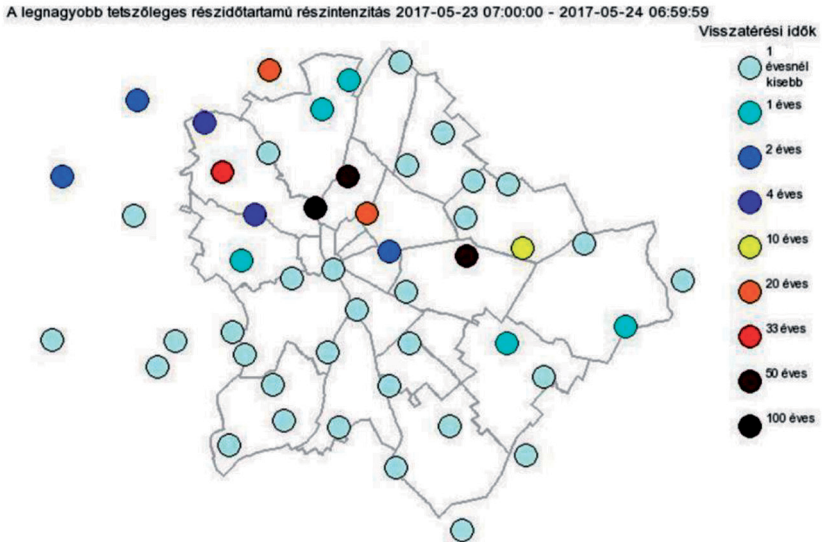 A legnagyobb tetszőleges részidőtartamú részintenzitás 2017-05-23 07:00:00 - 2017-05-24 06:59:59
Visszatérési idők
1
évesnél
kisebb
1 éves
2 éves
4 éves
10 éves
20 éves
33 éves
50 éves
100 éves